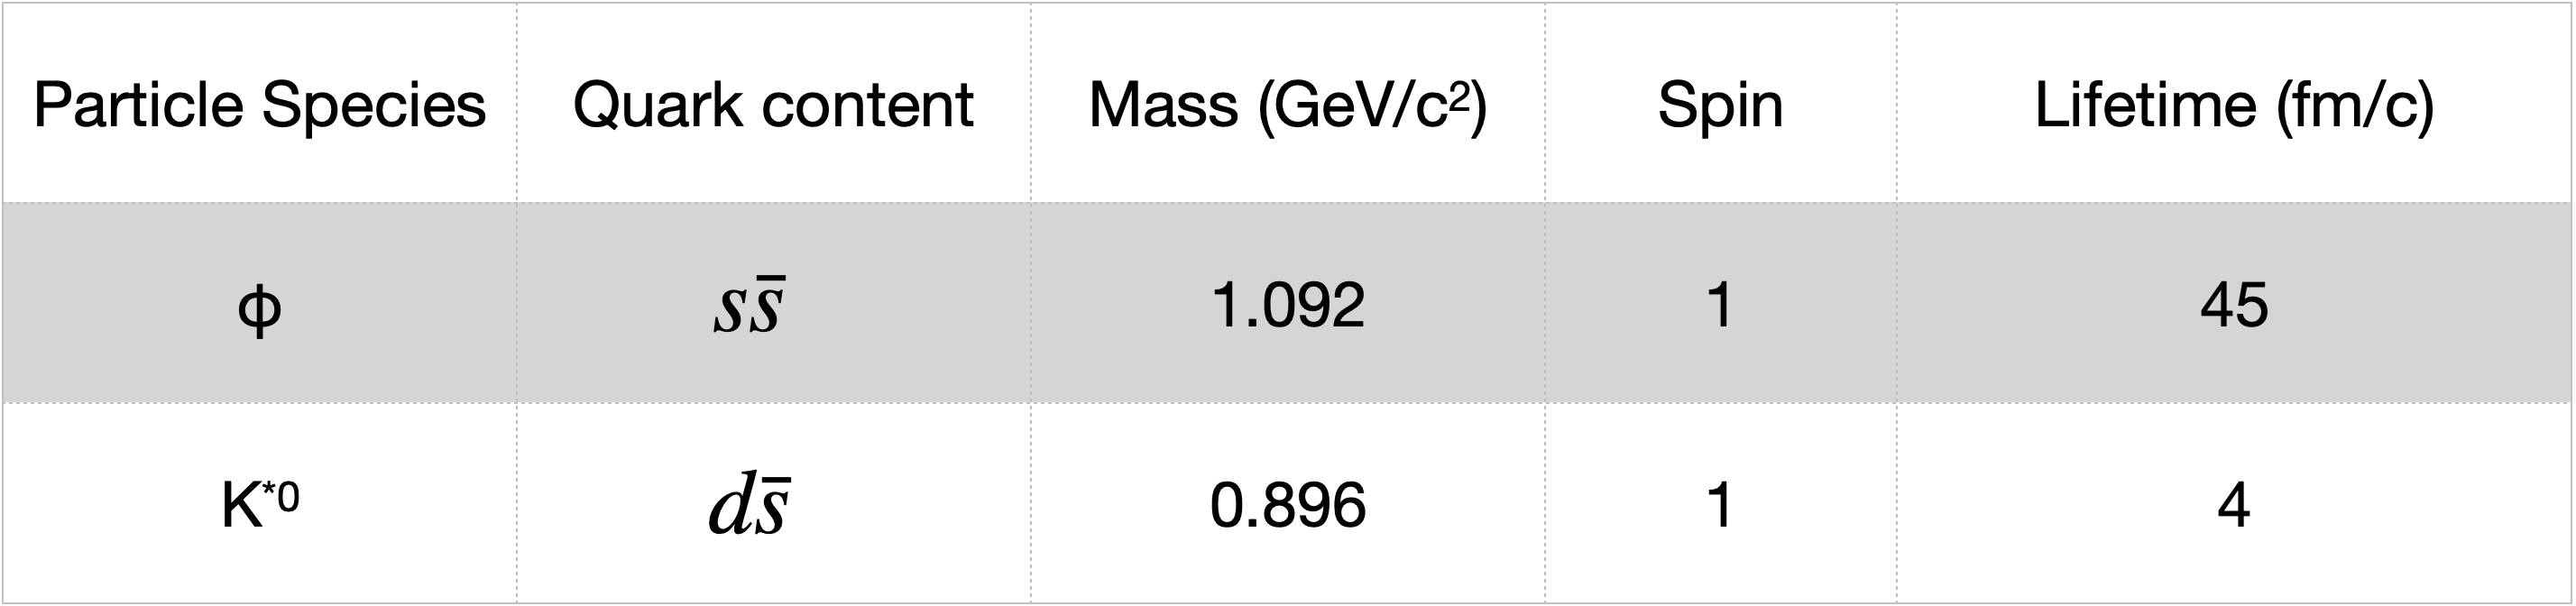 Particle Species Quark content Mass (GeV/c²) Spin Lifetime (fm/c)
ϕ ss̅ 1.092 1 45
K*⁰ ds̅ 0.896 1 4